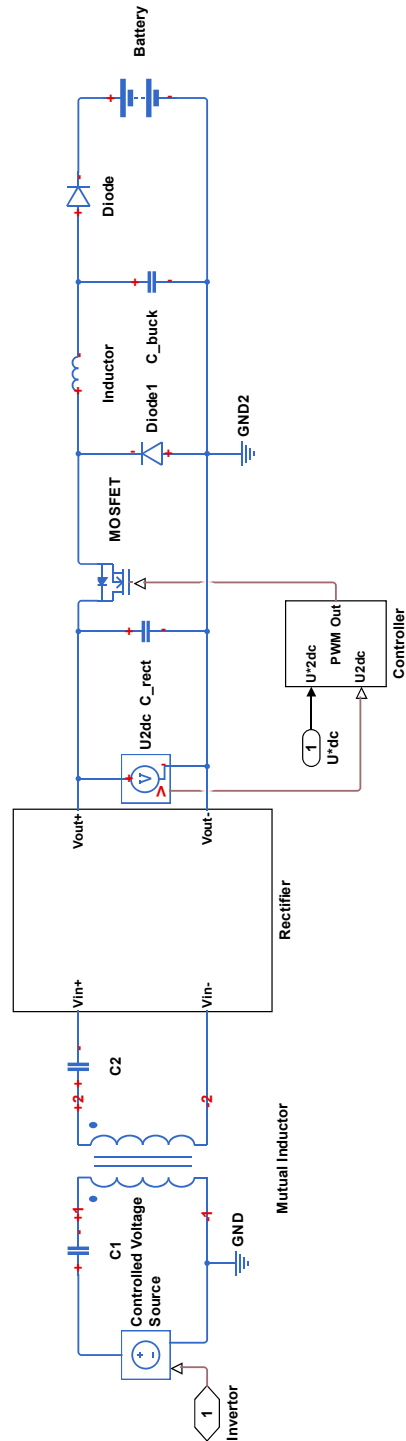 1
Invertor
Controlled Voltage
Source
+
-
+
C1
-
GND
+1
-1
Mutual Inductor
+2
-2
+
C2
-
Vin+
Vin-
Rectifier
Vout+
Vout-
U2dc
+
V
-
V
C_rect
+
-
1
U*dc
U*2dc
PWM Out
U2dc
Controller
MOSFET
Diode1
-
+
GND2
+
Inductor
-
C_buck
+
-
+
Diode
-
+
Battery
-